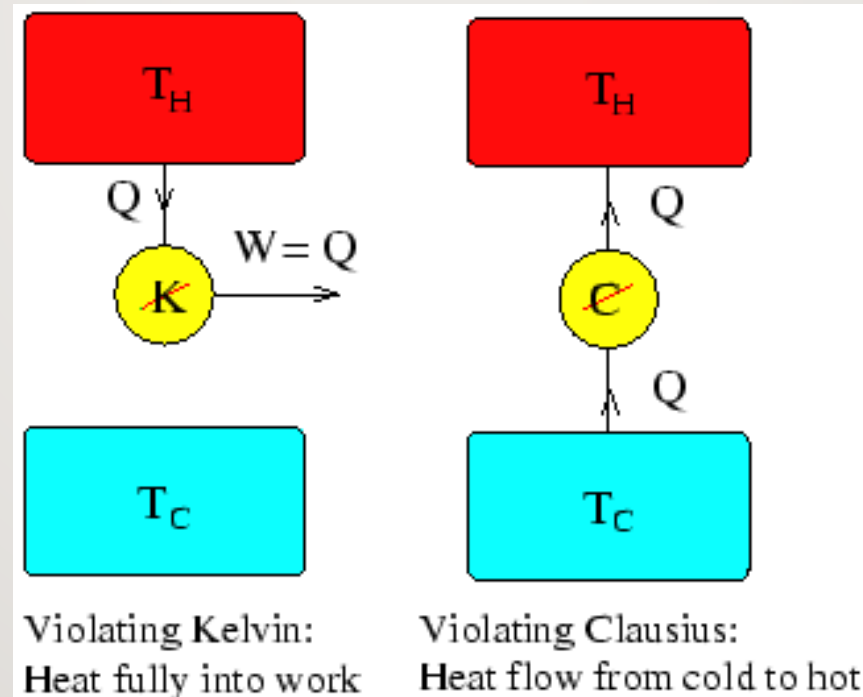 T_H
Q
W= Q
K
T_C
Violating Kelvin:
Heat fully into work
T_H
Q
C
Q
T_C
Violating Clausius:
Heat flow from cold to hot